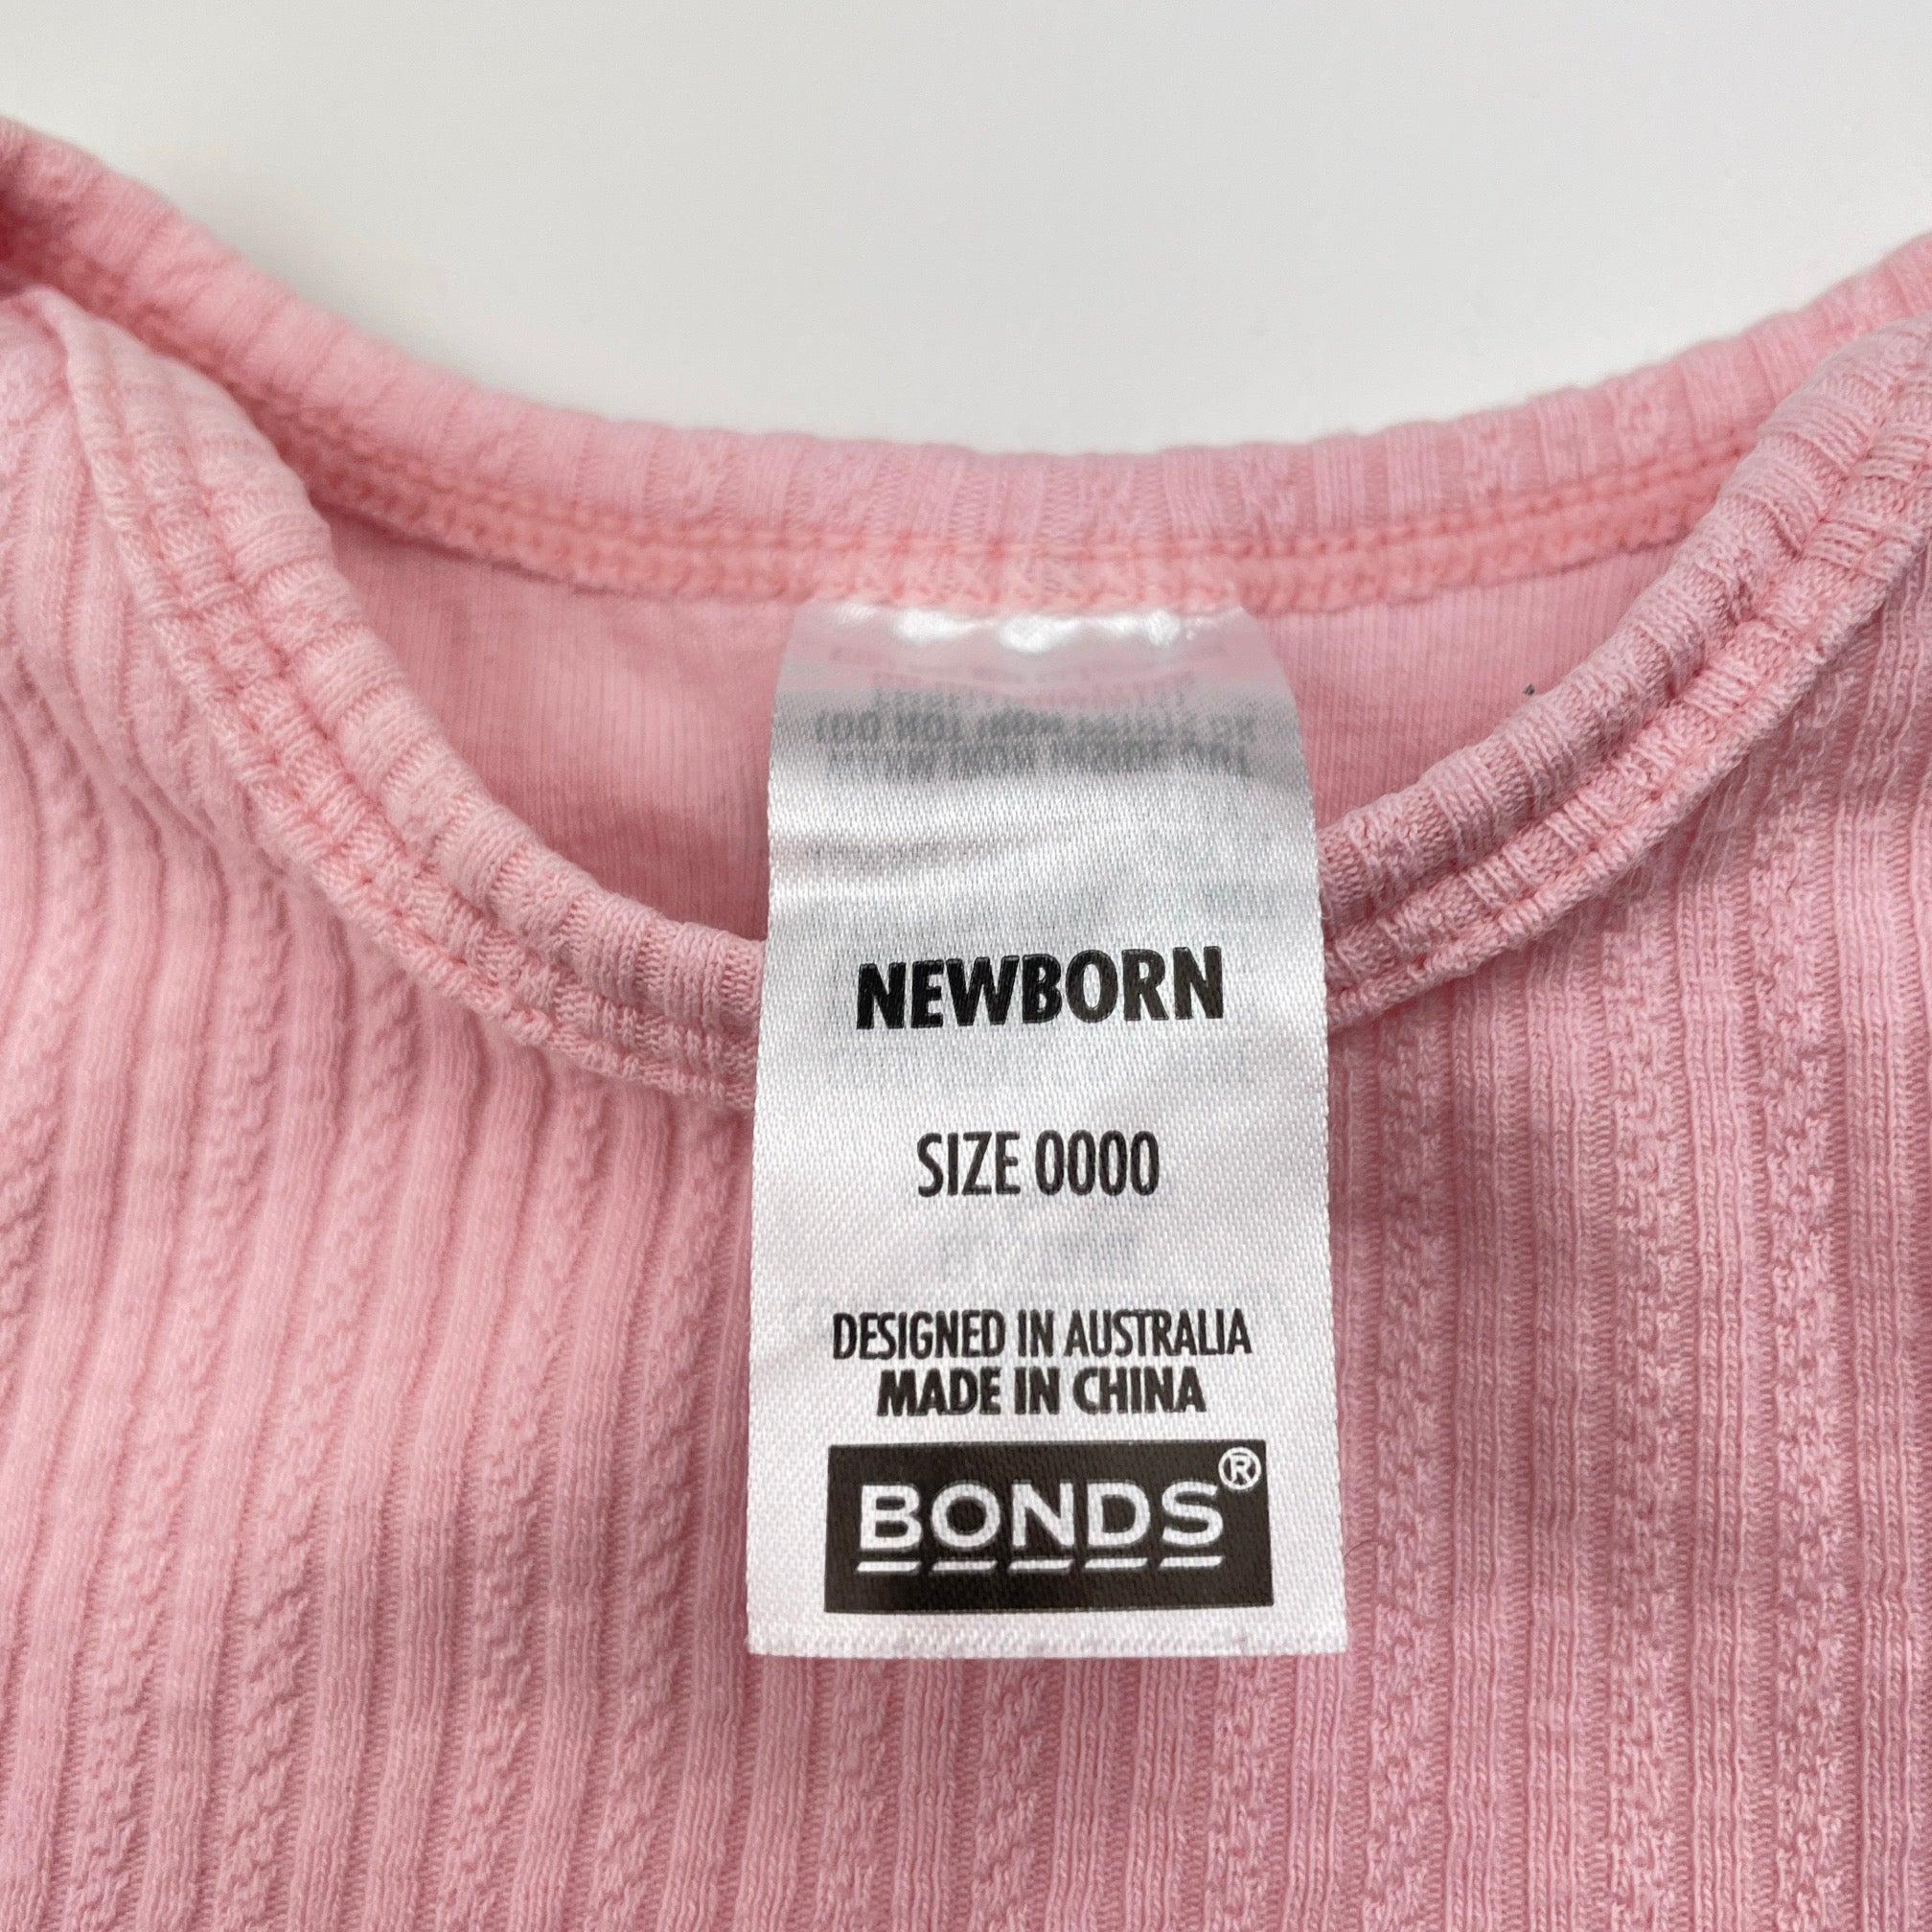 NEWBORN
SIZE 0000
DESIGNED IN AUSTRALIA
MADE IN CHINA
BONDS®